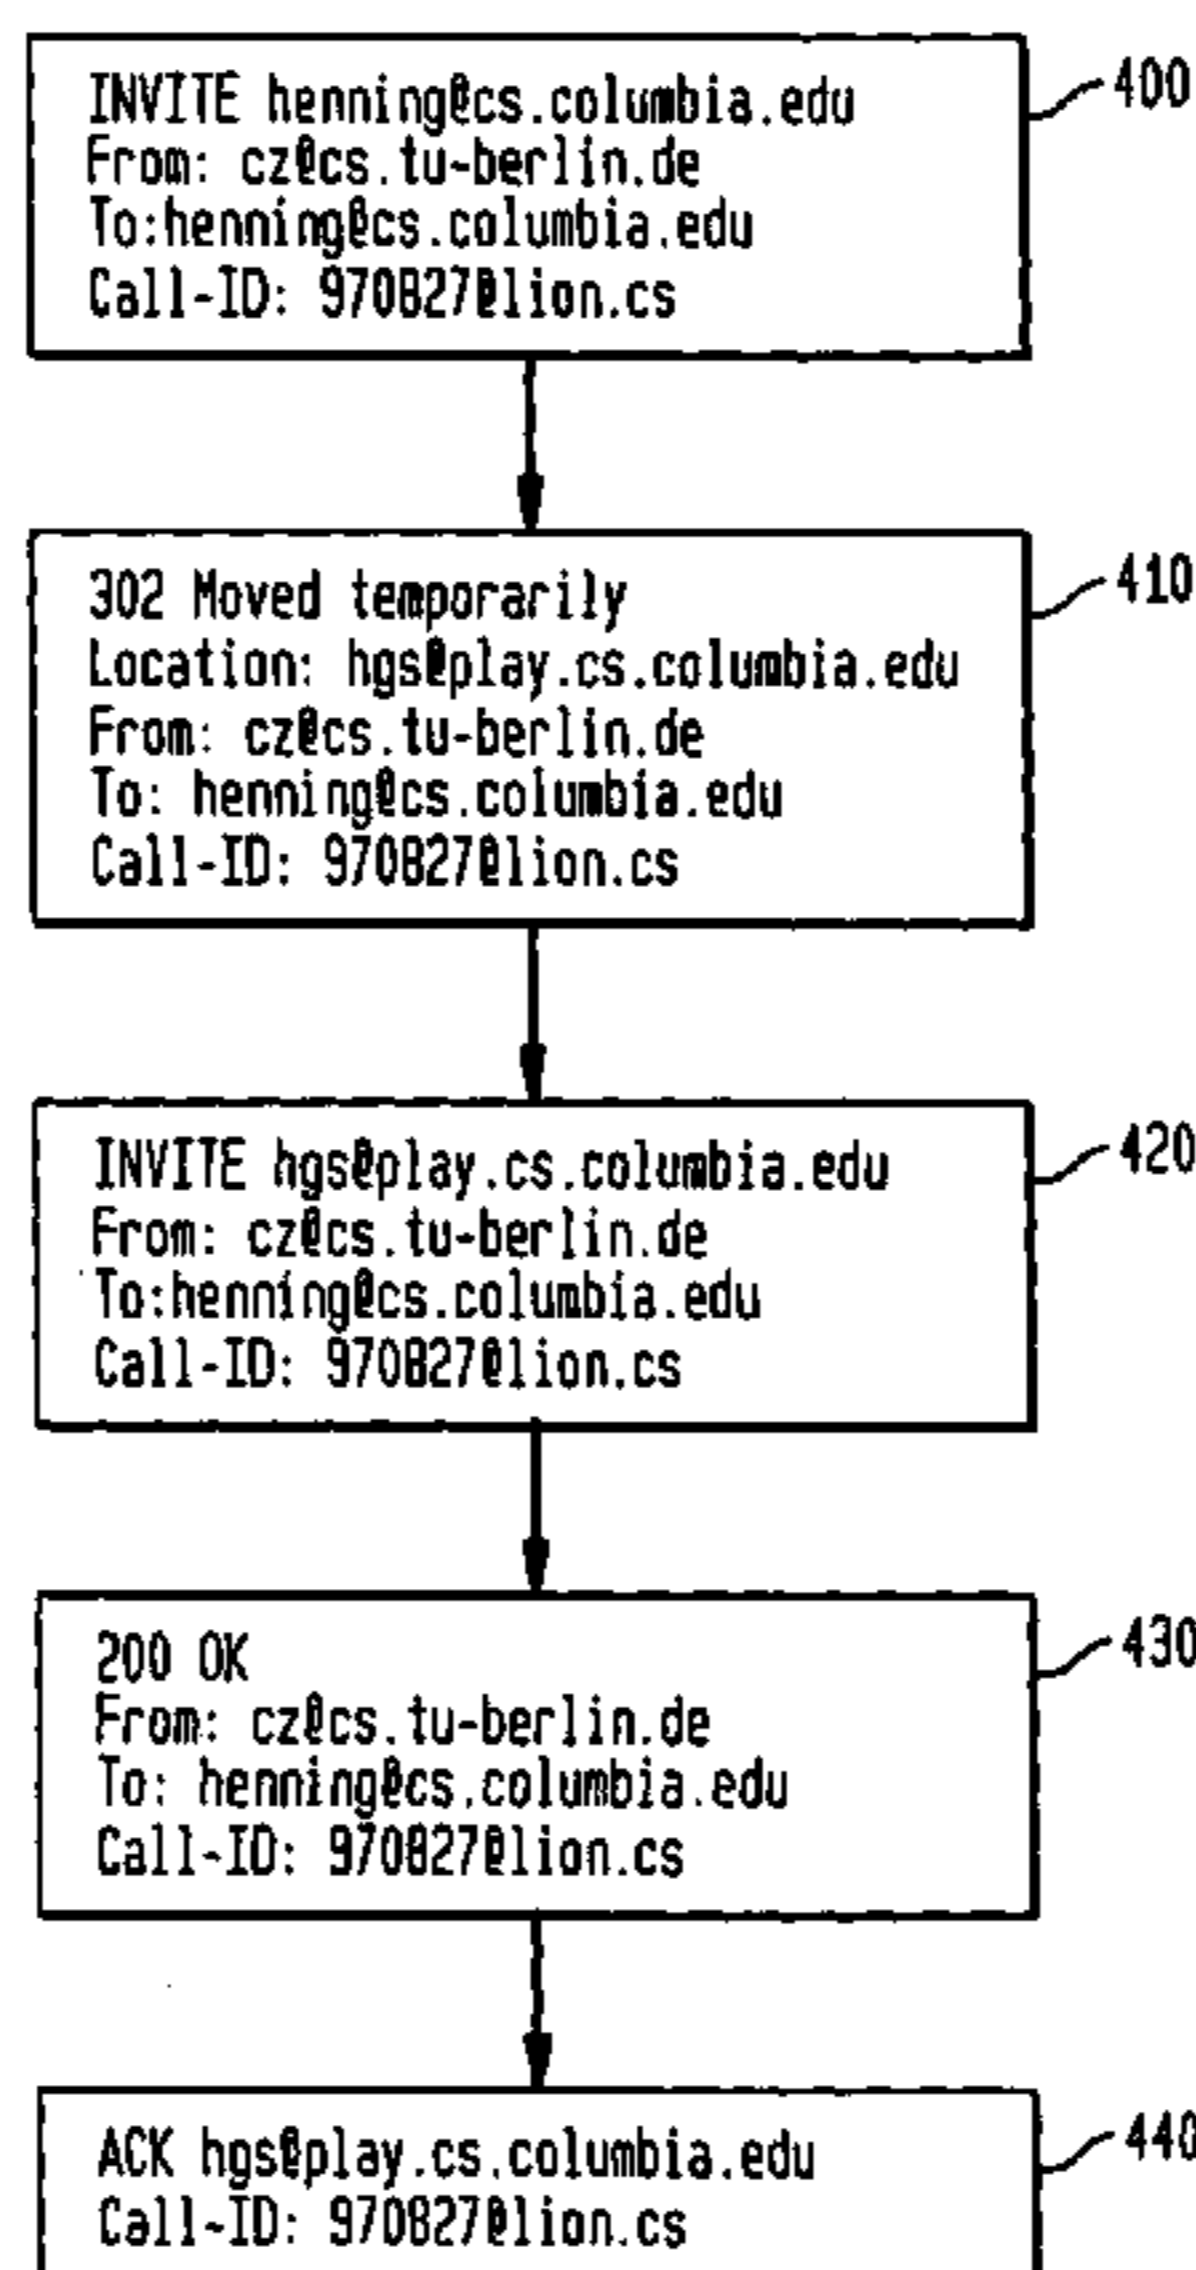 INVITE henning@cs.columbia.edu
From: cz@cs.tu-berlin.de
To:henning@cs.columbia.edu
Call-ID: 970827@lion.cs
400
302 Moved temporarily
Location: hgs@play.cs.columbia.edu
From: cz@cs.tu-berlin.de
To: henning@cs.columbia.edu
Call-ID: 970827@lion.cs
410
INVITE hgs@play.cs.columbia.edu
From: cz@cs.tu-berlin.de
To:henning@cs.columbia.edu
Call-ID: 970827@lion.cs
420
200 OK
From: cz@cs.tu-berlin.de
To: henning@cs.columbia.edu
Call-ID: 970827@lion.cs
430
ACK hgs@play.cs.columbia.edu
Call-ID: 970827@lion.cs
440